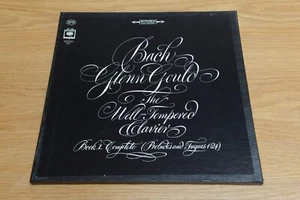 Bach
Glenn Gould
The
Well-Tempered
Clavier
Book I Complete (Preludes and Fugues 1-24)